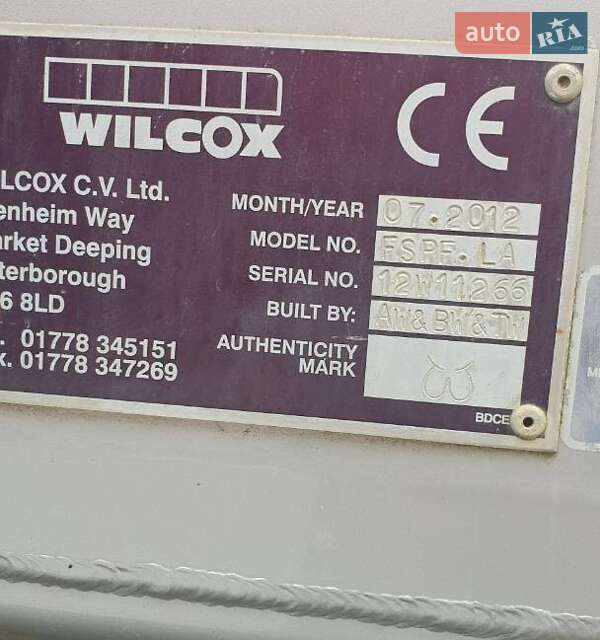 auto RIA.com
WILCOX
CE
LCOX C.V. Ltd.
enheim Way
arket Deeping
terborough
6 8LD
. 01778 345151
x. 01778 347269
MONTH/YEAR 07.2012
MODEL NO. FSPF.LA
SERIAL NO. 12W11266
BUILT BY: AW&BW&TW
AUTHENTICITY
MARK
BDCE